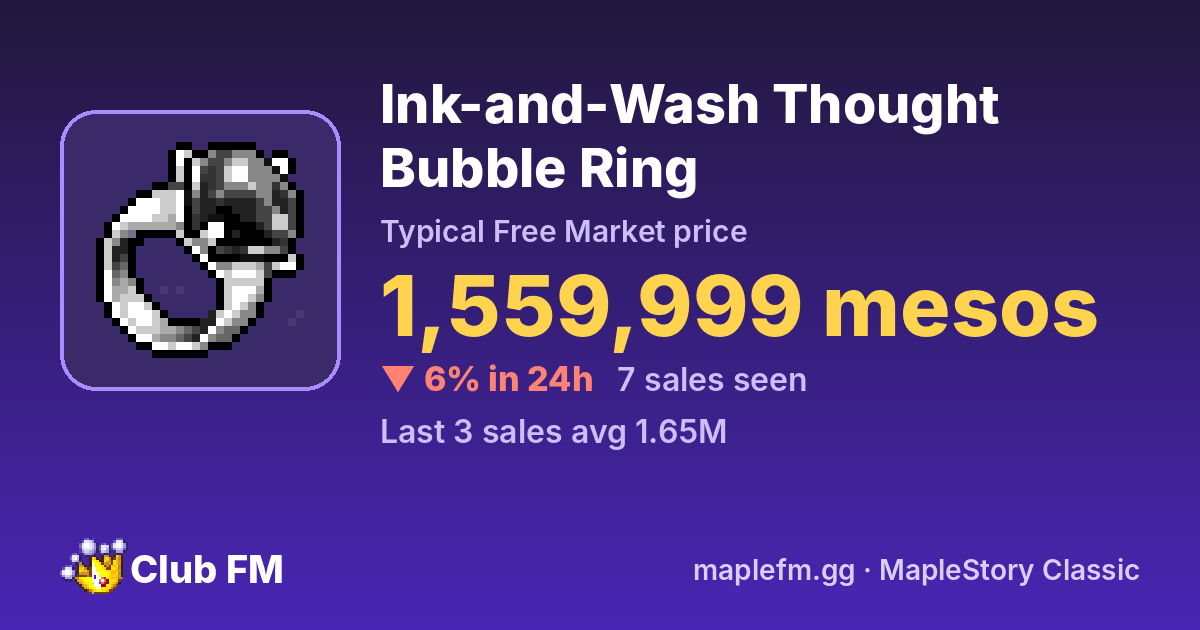 Ink-and-Wash Thought
Bubble Ring
Typical Free Market price
1,559,999 mesos
▼ 6% in 24h 7 sales seen
Last 3 sales avg 1.65M
Club FM
maplefm.gg · MapleStory Classic